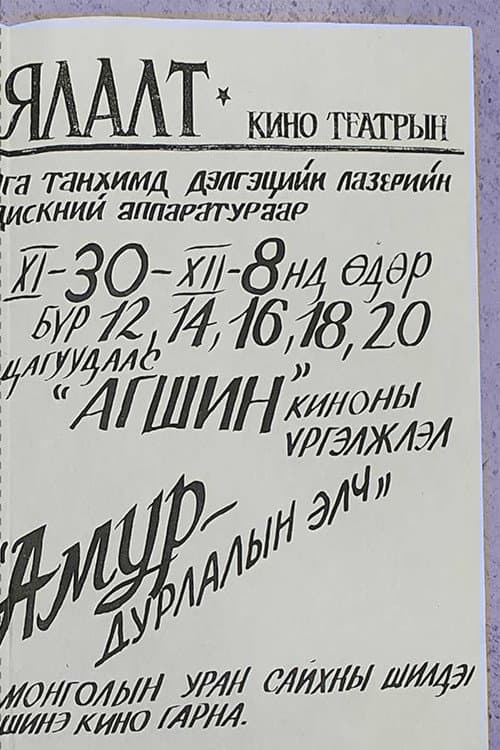 ЯЛАЛТ
КИНО ТЕАТРЫН
га танхимд дэлгэцийн лазерийн
дискний аппаратураар
XI-30-XII-8нд өдөр
бүр 12, 14, 16, 18, 20
цагуудаас
"АГШИН" киноны
үргэлжлэл
"Амур-
дурлалын элч"
монголын уран сайхны шилдэг
шинэ кино гарна.